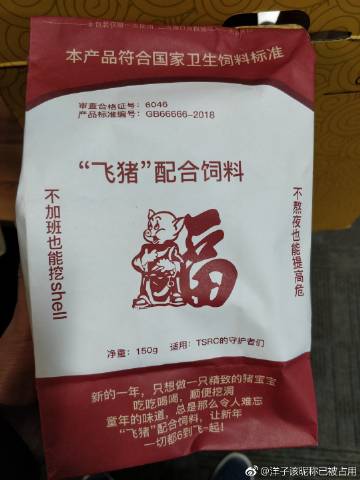 本产品符合国家卫生饲料标准
审查合格证号：6046
产品标准编号：GB66666-2018
“飞猪”配合饲料
不加班也能挖shell
不熬夜也能提高危
福
净重：150g 适用：TSRC的守护者们
新的一年，只想做一只精致的猪宝宝
吃吃喝喝，顺便挖洞
童年的味道，总是那么令人难忘
“飞猪”配合饲料，让新年
一切都6到飞一起！
@洋子该昵称已被占用